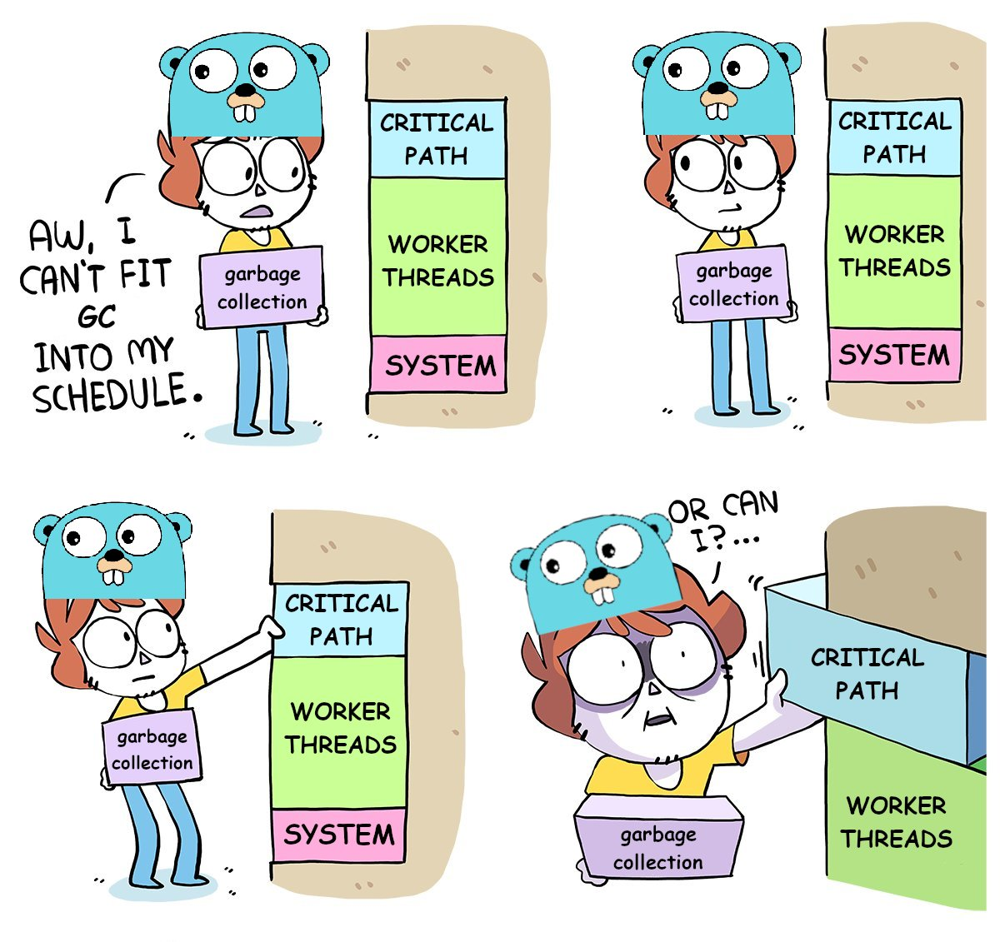 AW, I
CAN'T FIT
GC
INTO MY
SCHEDULE.
garbage
collection
CRITICAL
PATH
WORKER
THREADS
SYSTEM
garbage
collection
CRITICAL
PATH
WORKER
THREADS
SYSTEM
garbage
collection
CRITICAL
PATH
WORKER
THREADS
SYSTEM
OR CAN
I?...
garbage
collection
CRITICAL
PATH
WORKER
THREADS